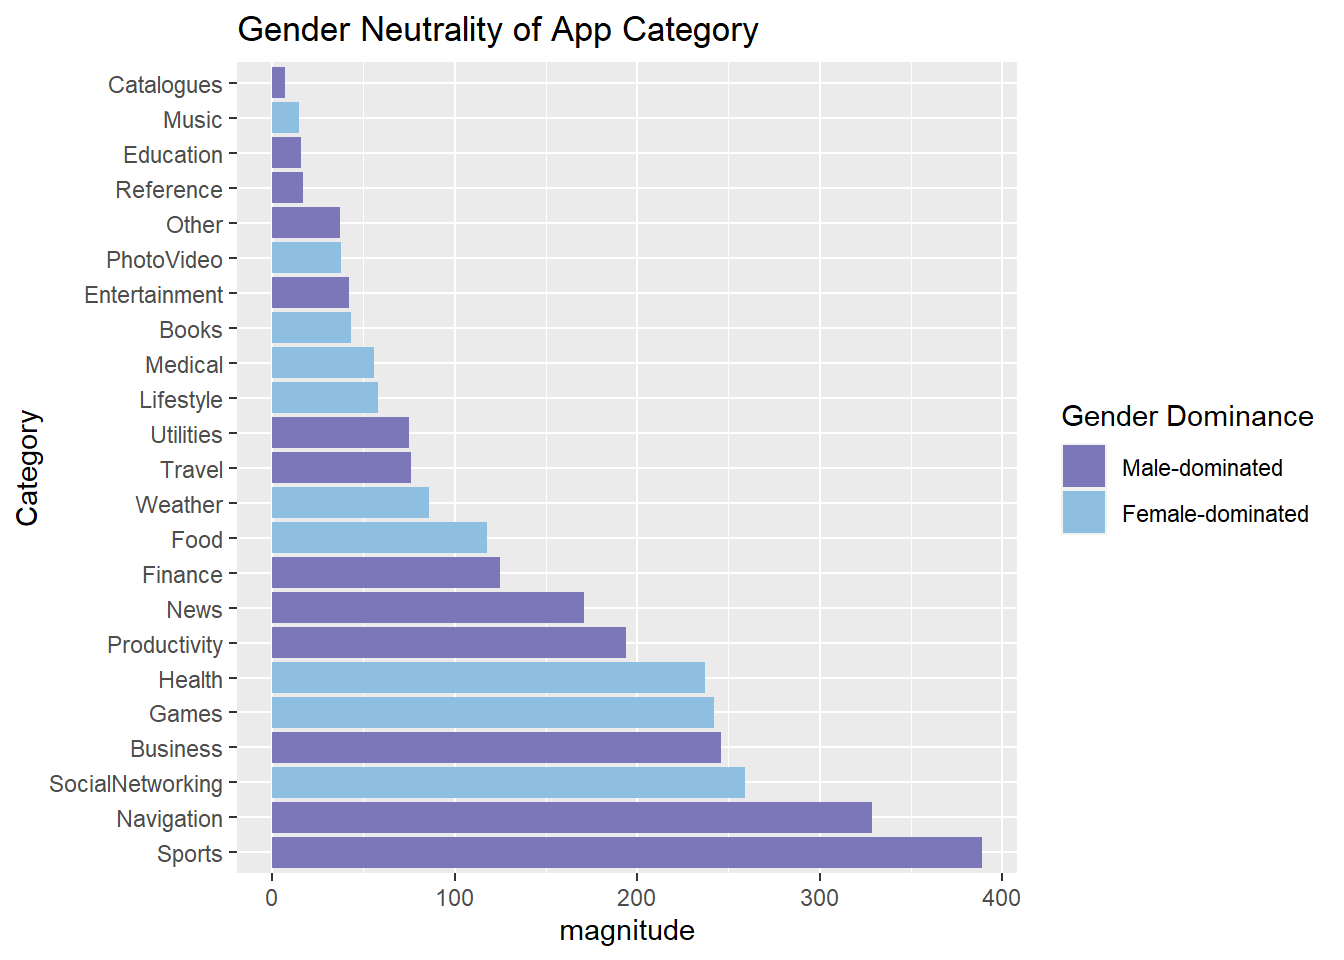 Gender Neutrality of App Category
Catalogues
Music
Education
Reference
Other
PhotoVideo
Entertainment
Books
Medical
Lifestyle
Utilities
Travel
Weather
Food
Finance
News
Productivity
Health
Games
Business
SocialNetworking
Navigation
Sports
Category
0 100 200 300 400
magnitude
Gender Dominance
Male-dominated
Female-dominated